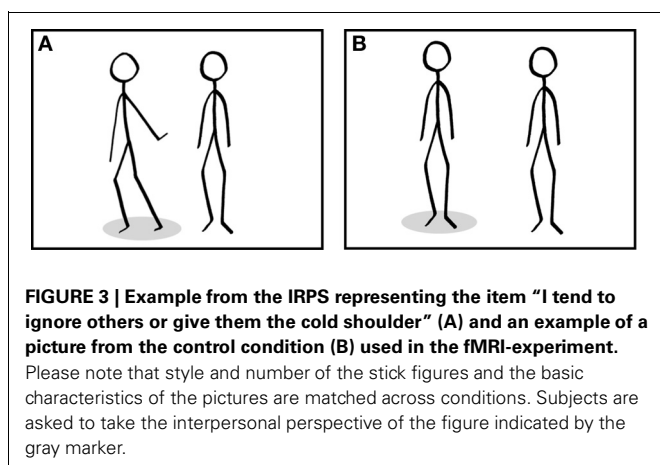 A
B
FIGURE 3 | Example from the IRPS representing the item “I tend to
ignore others or give them the cold shoulder” (A) and an example of a
picture from the control condition (B) used in the fMRI-experiment.
Please note that style and number of the stick figures and the basic
characteristics of the pictures are matched across conditions. Subjects are
asked to take the interpersonal perspective of the figure indicated by the
gray marker.